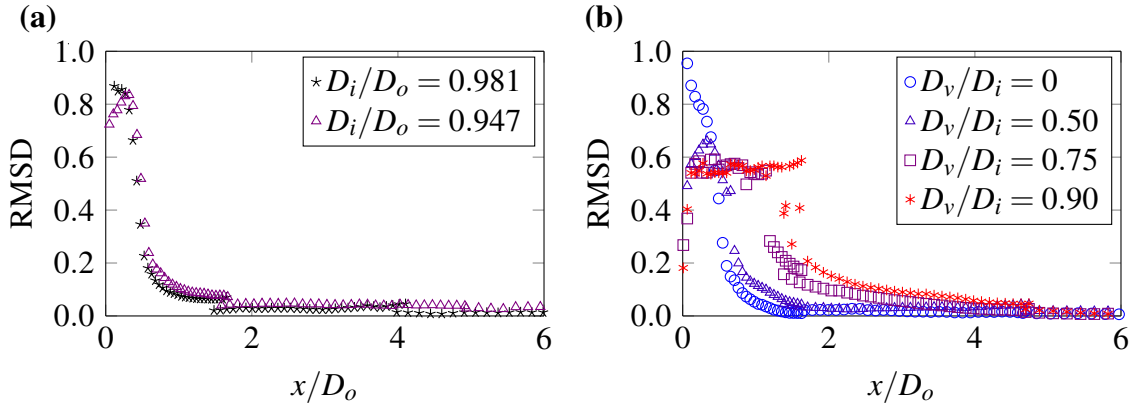 (a)
RMSD
1.0
0.8
0.6
0.4
0.2
0.0
0
2
4
6
x/D_o
D_i/D_o = 0.981
D_i/D_o = 0.947
(b)
RMSD
1.0
0.8
0.6
0.4
0.2
0.0
0
2
4
6
x/D_o
D_v/D_i = 0
D_v/D_i = 0.50
D_v/D_i = 0.75
D_v/D_i = 0.90